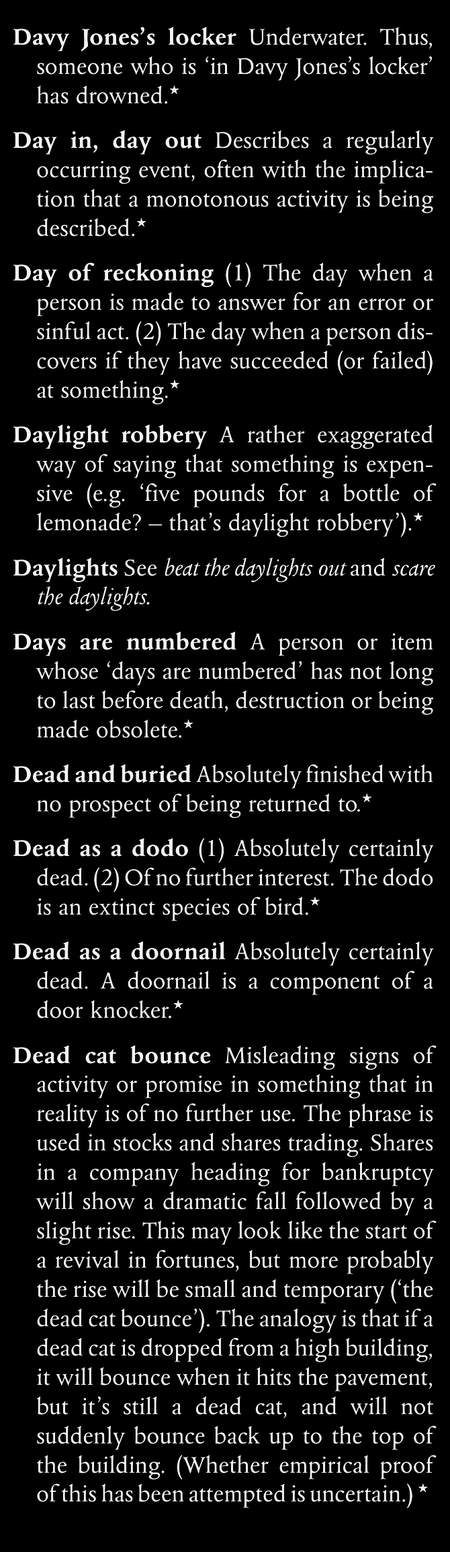 Davy Jones’s locker Underwater. Thus,
someone who is ‘in Davy Jones’s locker’
has drowned.★
Day in, day out Describes a regularly
occurring event, often with the implica-
tion that a monotonous activity is being
described.★
Day of reckoning (1) The day when a
person is made to answer for an error or
sinful act. (2) The day when a person dis-
covers if they have succeeded (or failed)
at something.★
Daylight robbery A rather exaggerated
way of saying that something is expen-
sive (e.g. ‘five pounds for a bottle of
lemonade? – that’s daylight robbery’).★
Daylights See beat the daylights out and scare
the daylights.
Days are numbered A person or item
whose ‘days are numbered’ has not long
to last before death, destruction or being
made obsolete.★
Dead and buried Absolutely finished with
no prospect of being returned to.★
Dead as a dodo (1) Absolutely certainly
dead. (2) Of no further interest. The dodo
is an extinct species of bird.★
Dead as a doornail Absolutely certainly
dead. A doornail is a component of a
door knocker.★
Dead cat bounce Misleading signs of
activity or promise in something that in
reality is of no further use. The phrase is
used in stocks and shares trading. Shares
in a company heading for bankruptcy
will show a dramatic fall followed by a
slight rise. This may look like the start of
a revival in fortunes, but more probably
the rise will be small and temporary (‘the
dead cat bounce’). The analogy is that if a
dead cat is dropped from a high building,
it will bounce when it hits the pavement,
but it’s still a dead cat, and will not
suddenly bounce back up to the top of
the building. (Whether empirical proof
of this has been attempted is uncertain.) ★